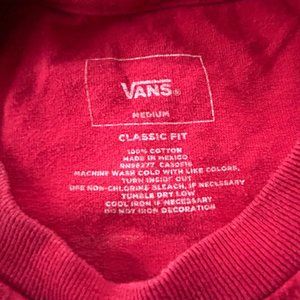 VANS®
MEDIUM
CLASSIC FIT
100% COTTON
MADE IN MEXICO
MACHINE WASH COLD WITH LIKE COLORS,
TURN INSIDE OUT
USE NON-CHLORINE BLEACH, IF NECESSARY
TUMBLE DRY LOW
COOL IRON IF NECESSARY
DO NOT IRON DECORATION